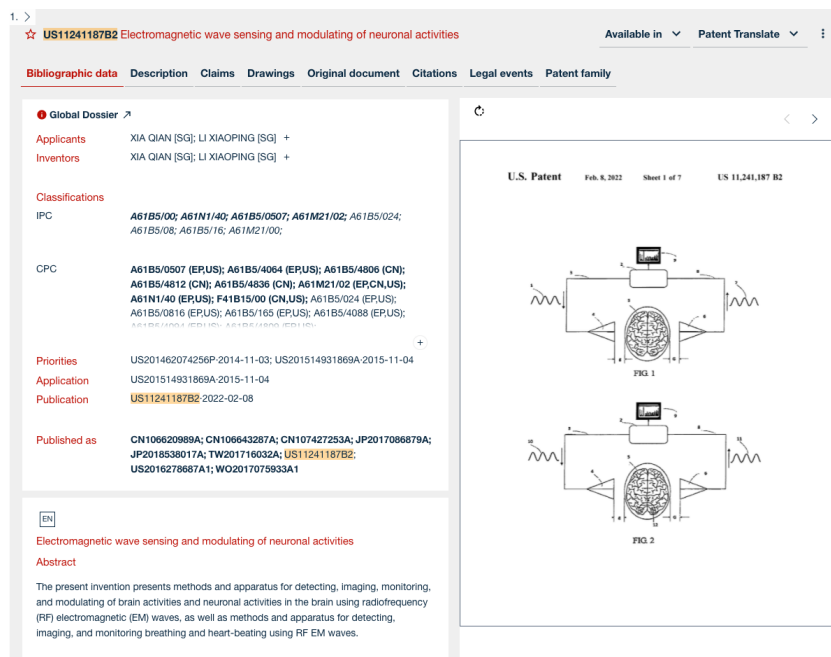 1.
US11241187B2 Electromagnetic wave sensing and modulating of neuronal activities
Available in
Patent Translate
Bibliographic data Description Claims Drawings Original document Citations Legal events Patent family
Global Dossier
Applicants XIA QIAN [SG]; LI XIAOPING [SG] +
Inventors XIA QIAN [SG]; LI XIAOPING [SG] +
Classifications
IPC A61B5/00; A61N1/40; A61B5/0507; A61M21/02; A61B5/024;
A61B5/08; A61B5/16; A61M21/00;
CPC A61B5/0507 (EP,US); A61B5/4064 (EP,US); A61B5/4806 (CN);
A61B5/4812 (CN); A61B5/4836 (CN); A61M21/02 (EP,CN,US);
A61N1/40 (EP,US); F41B15/00 (CN,US); A61B5/024 (EP,US);
A61B5/0816 (EP,US); A61B5/165 (EP,US); A61B5/4088 (EP,US);
+
Priorities US201462074256P·2014-11-03; US201514931869A·2015-11-04
Application US201514931869A·2015-11-04
Publication US11241187B2·2022-02-08
Published as CN106620989A; CN106643287A; CN107427253A; JP2017086879A;
JP2018538017A; TW201716032A; US11241187B2;
US2016278687A1; WO2017075933A1
EN
Electromagnetic wave sensing and modulating of neuronal activities
Abstract
The present invention presents methods and apparatus for detecting, imaging, monitoring,
and modulating of brain activities and neuronal activities in the brain using radiofrequency
(RF) electromagnetic (EM) waves, as well as methods and apparatus for detecting,
imaging, and monitoring breathing and heart-beating using RF EM waves.
U.S. Patent Feb. 8, 2022 Sheet 1 of 7 US 11,241,187 B2
FIG. 1
FIG. 2